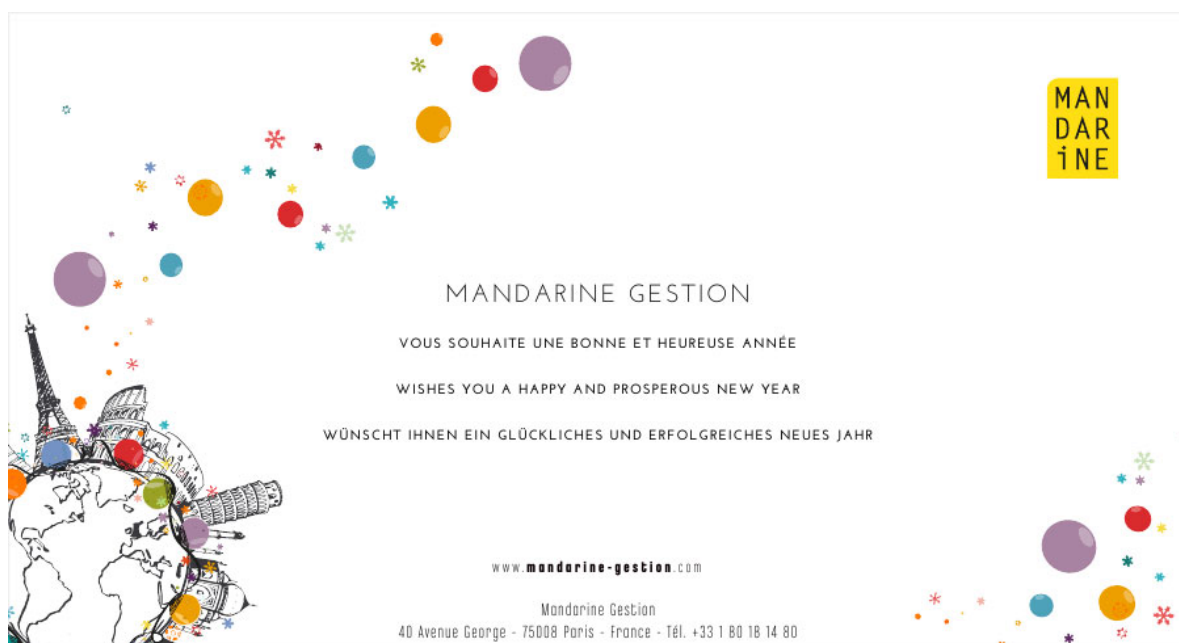 MAN
DAR
iNE
MANDARINE GESTION
VOUS SOUHAITE UNE BONNE ET HEUREUSE ANNÉE
WISHES YOU A HAPPY AND PROSPEROUS NEW YEAR
WÜNSCHT IHNEN EIN GLÜCKLICHES UND ERFOLGREICHES NEUES JAHR
www.mandarine-gestion.com
Mandarine Gestion
40 Avenue George - 75008 Paris - France - Tél. +33 1 80 18 14 80